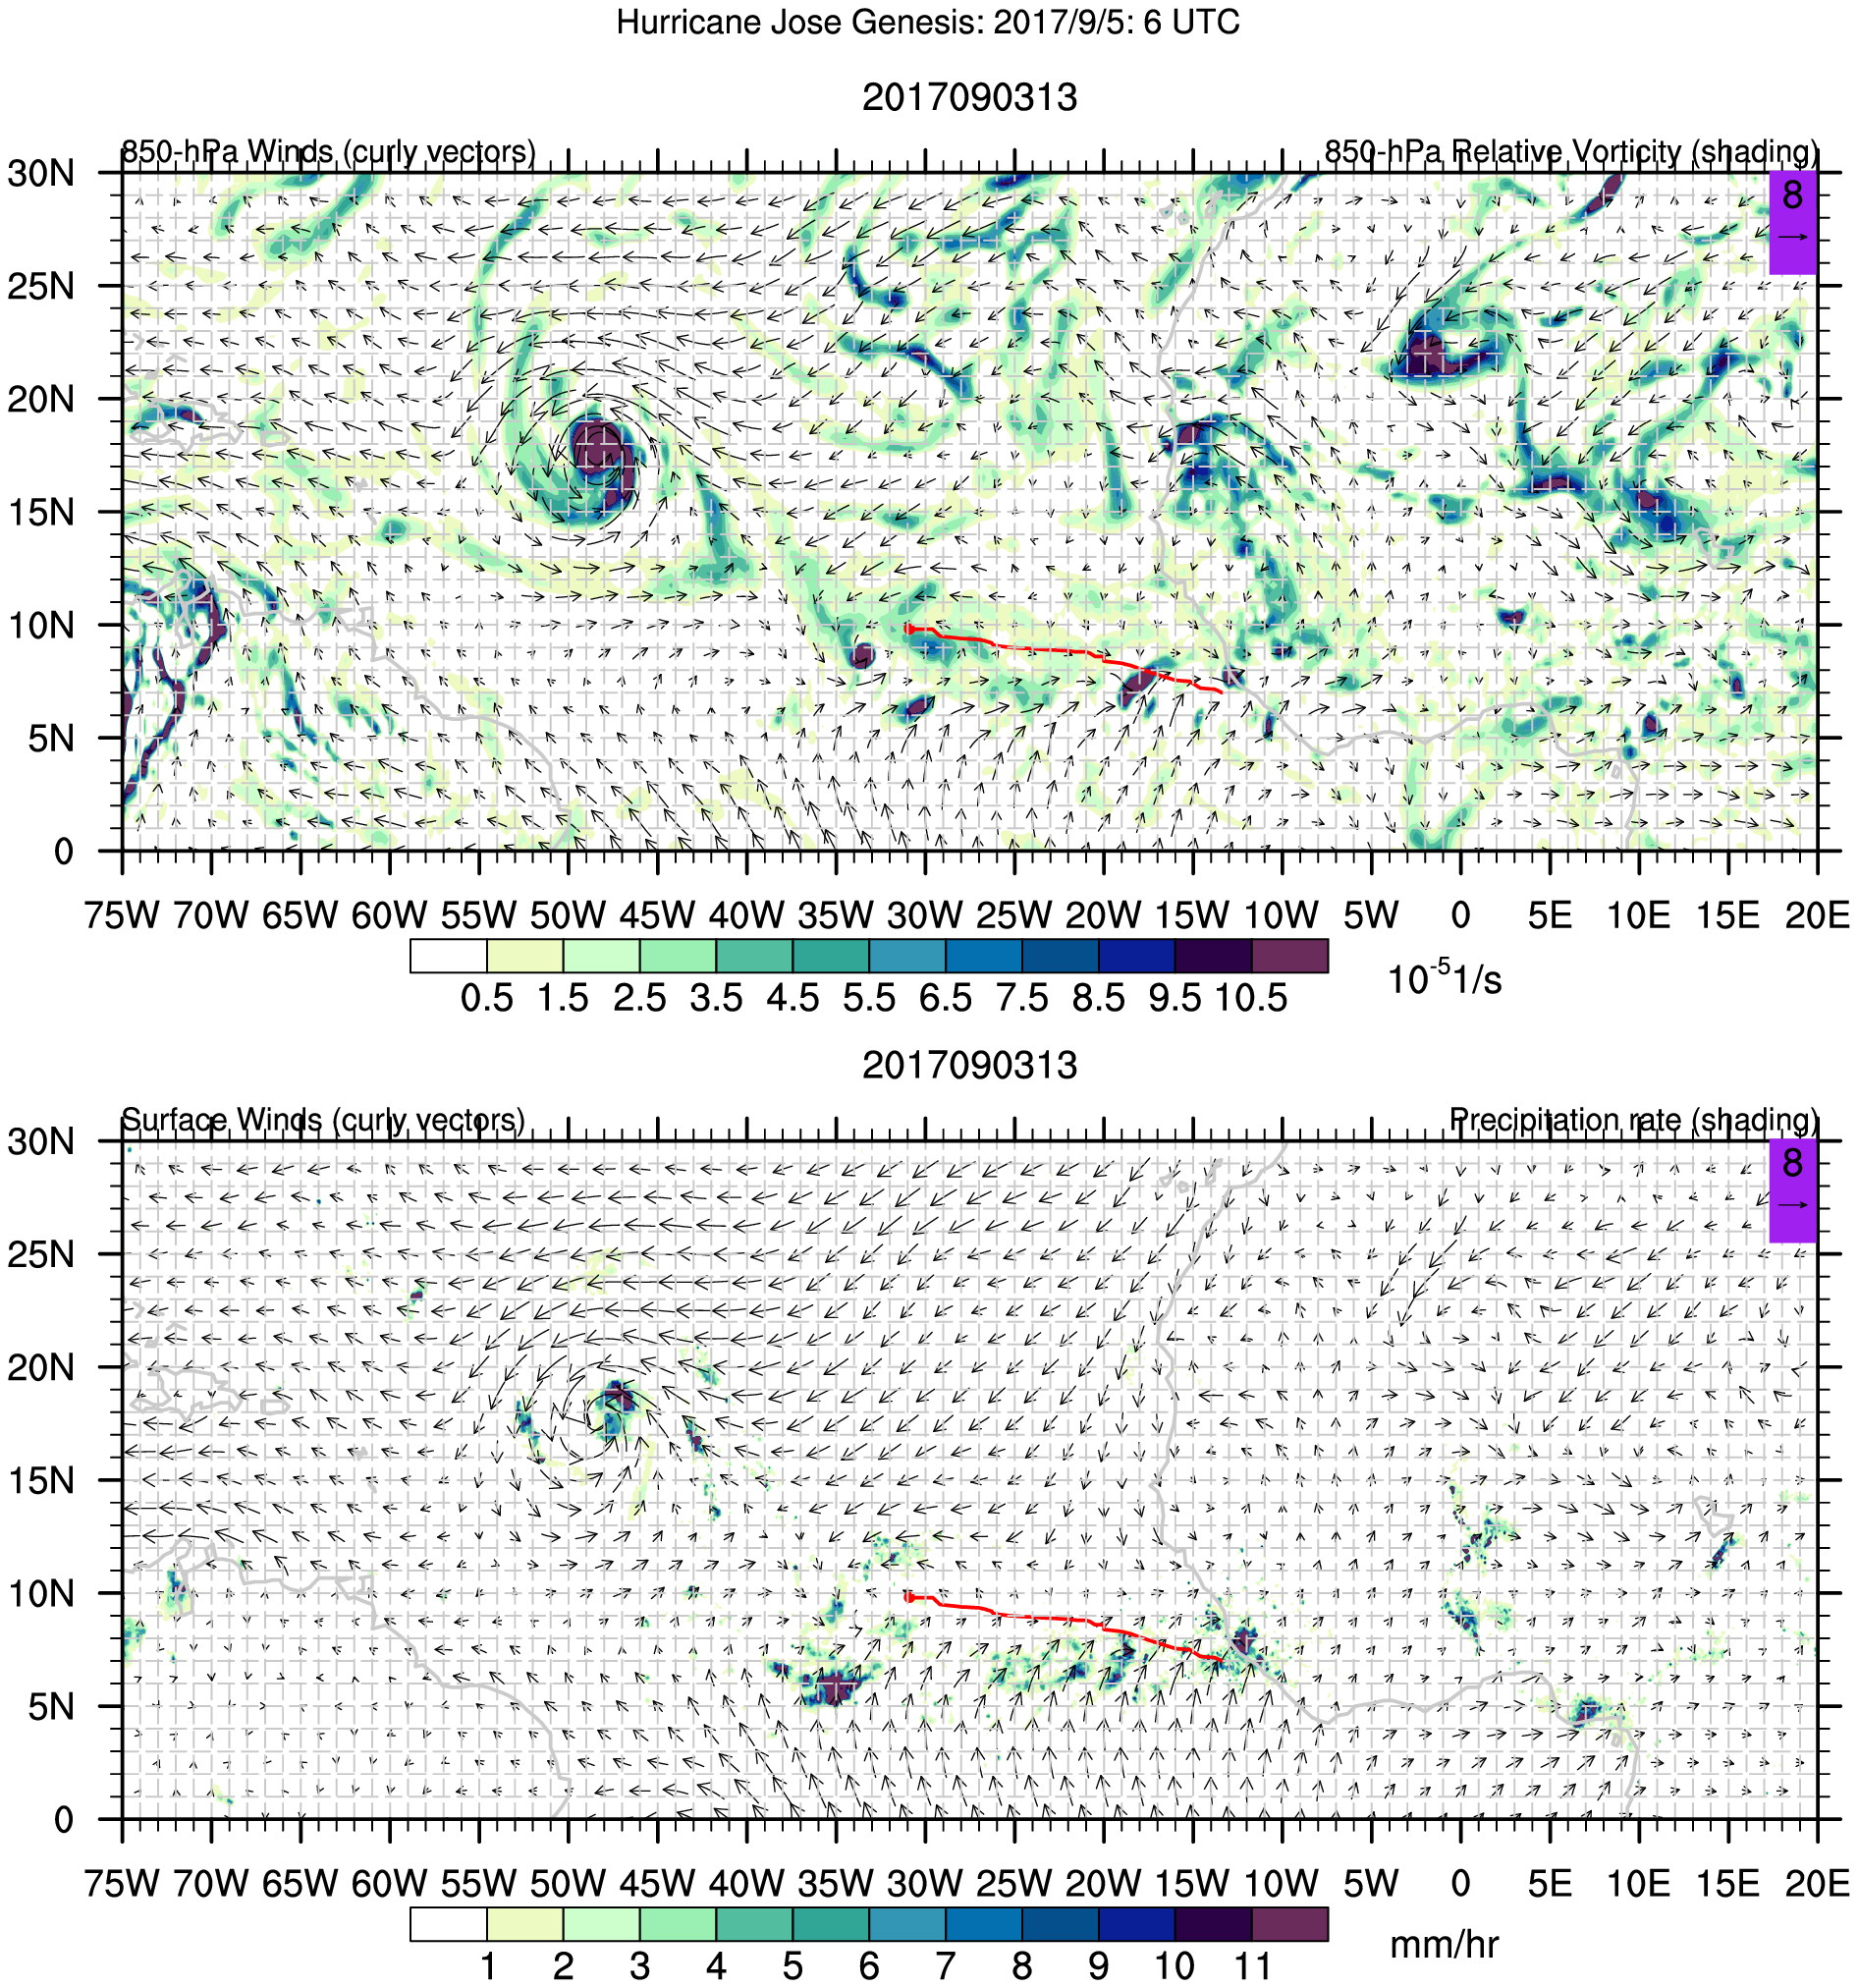 Hurricane Jose Genesis: 2017/9/5: 6 UTC
2017090313
850-hPa Winds (curly vectors) 850-hPa Relative Vorticity (shading)
30N
8
25N
20N
15N
10N
5N
0
75W 70W 65W 60W 55W 50W 45W 40W 35W 30W 25W 20W 15W 10W 5W 0 5E 10E 15E 20E
0.5 1.5 2.5 3.5 4.5 5.5 6.5 7.5 8.5 9.5 10.5
10-51/s
2017090313
Surface Winds (curly vectors) Precipitation rate (shading)
30N
8
25N
20N
15N
10N
5N
0
75W 70W 65W 60W 55W 50W 45W 40W 35W 30W 25W 20W 15W 10W 5W 0 5E 10E 15E 20E
1 2 3 4 5 6 7 8 9 10 11
mm/hr